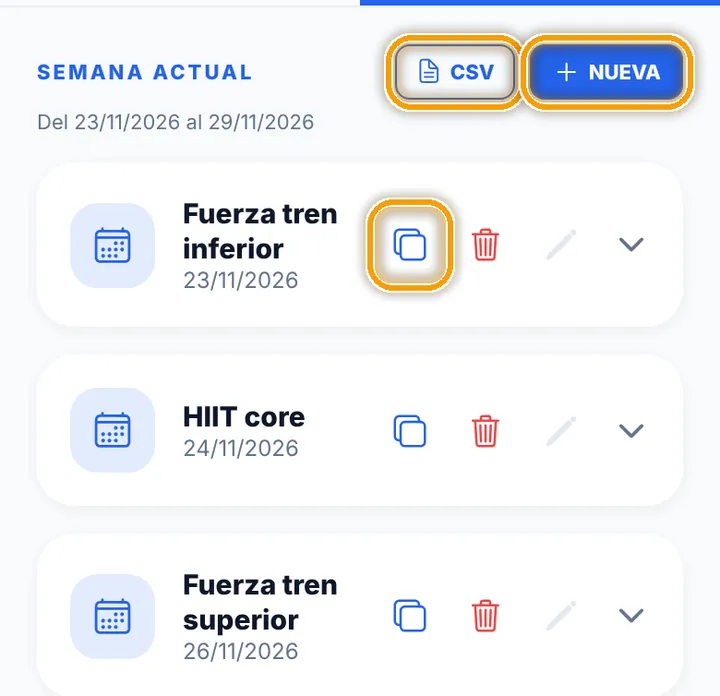 SEMANA ACTUAL
CSV
NUEVA
Del 23/11/2026 al 29/11/2026
Fuerza tren
inferior
23/11/2026
HIIT core
24/11/2026
Fuerza tren
superior
26/11/2026